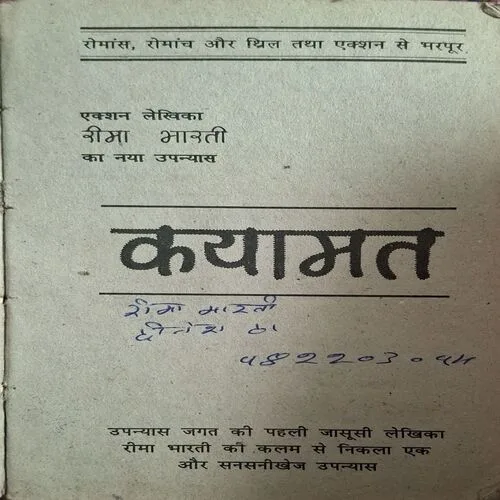 रोमांस, रोमांच और थ्रिल तथा एक्शन से भरपूर
एक्शन लेखिका
रीमा भारती
का नया उपन्यास
कयामत
रीमा भारती
उपन्यास जगत की पहली जासूसी लेखिका
रीमा भारती की कलम से निकला एक
और सनसनीखेज उपन्यास